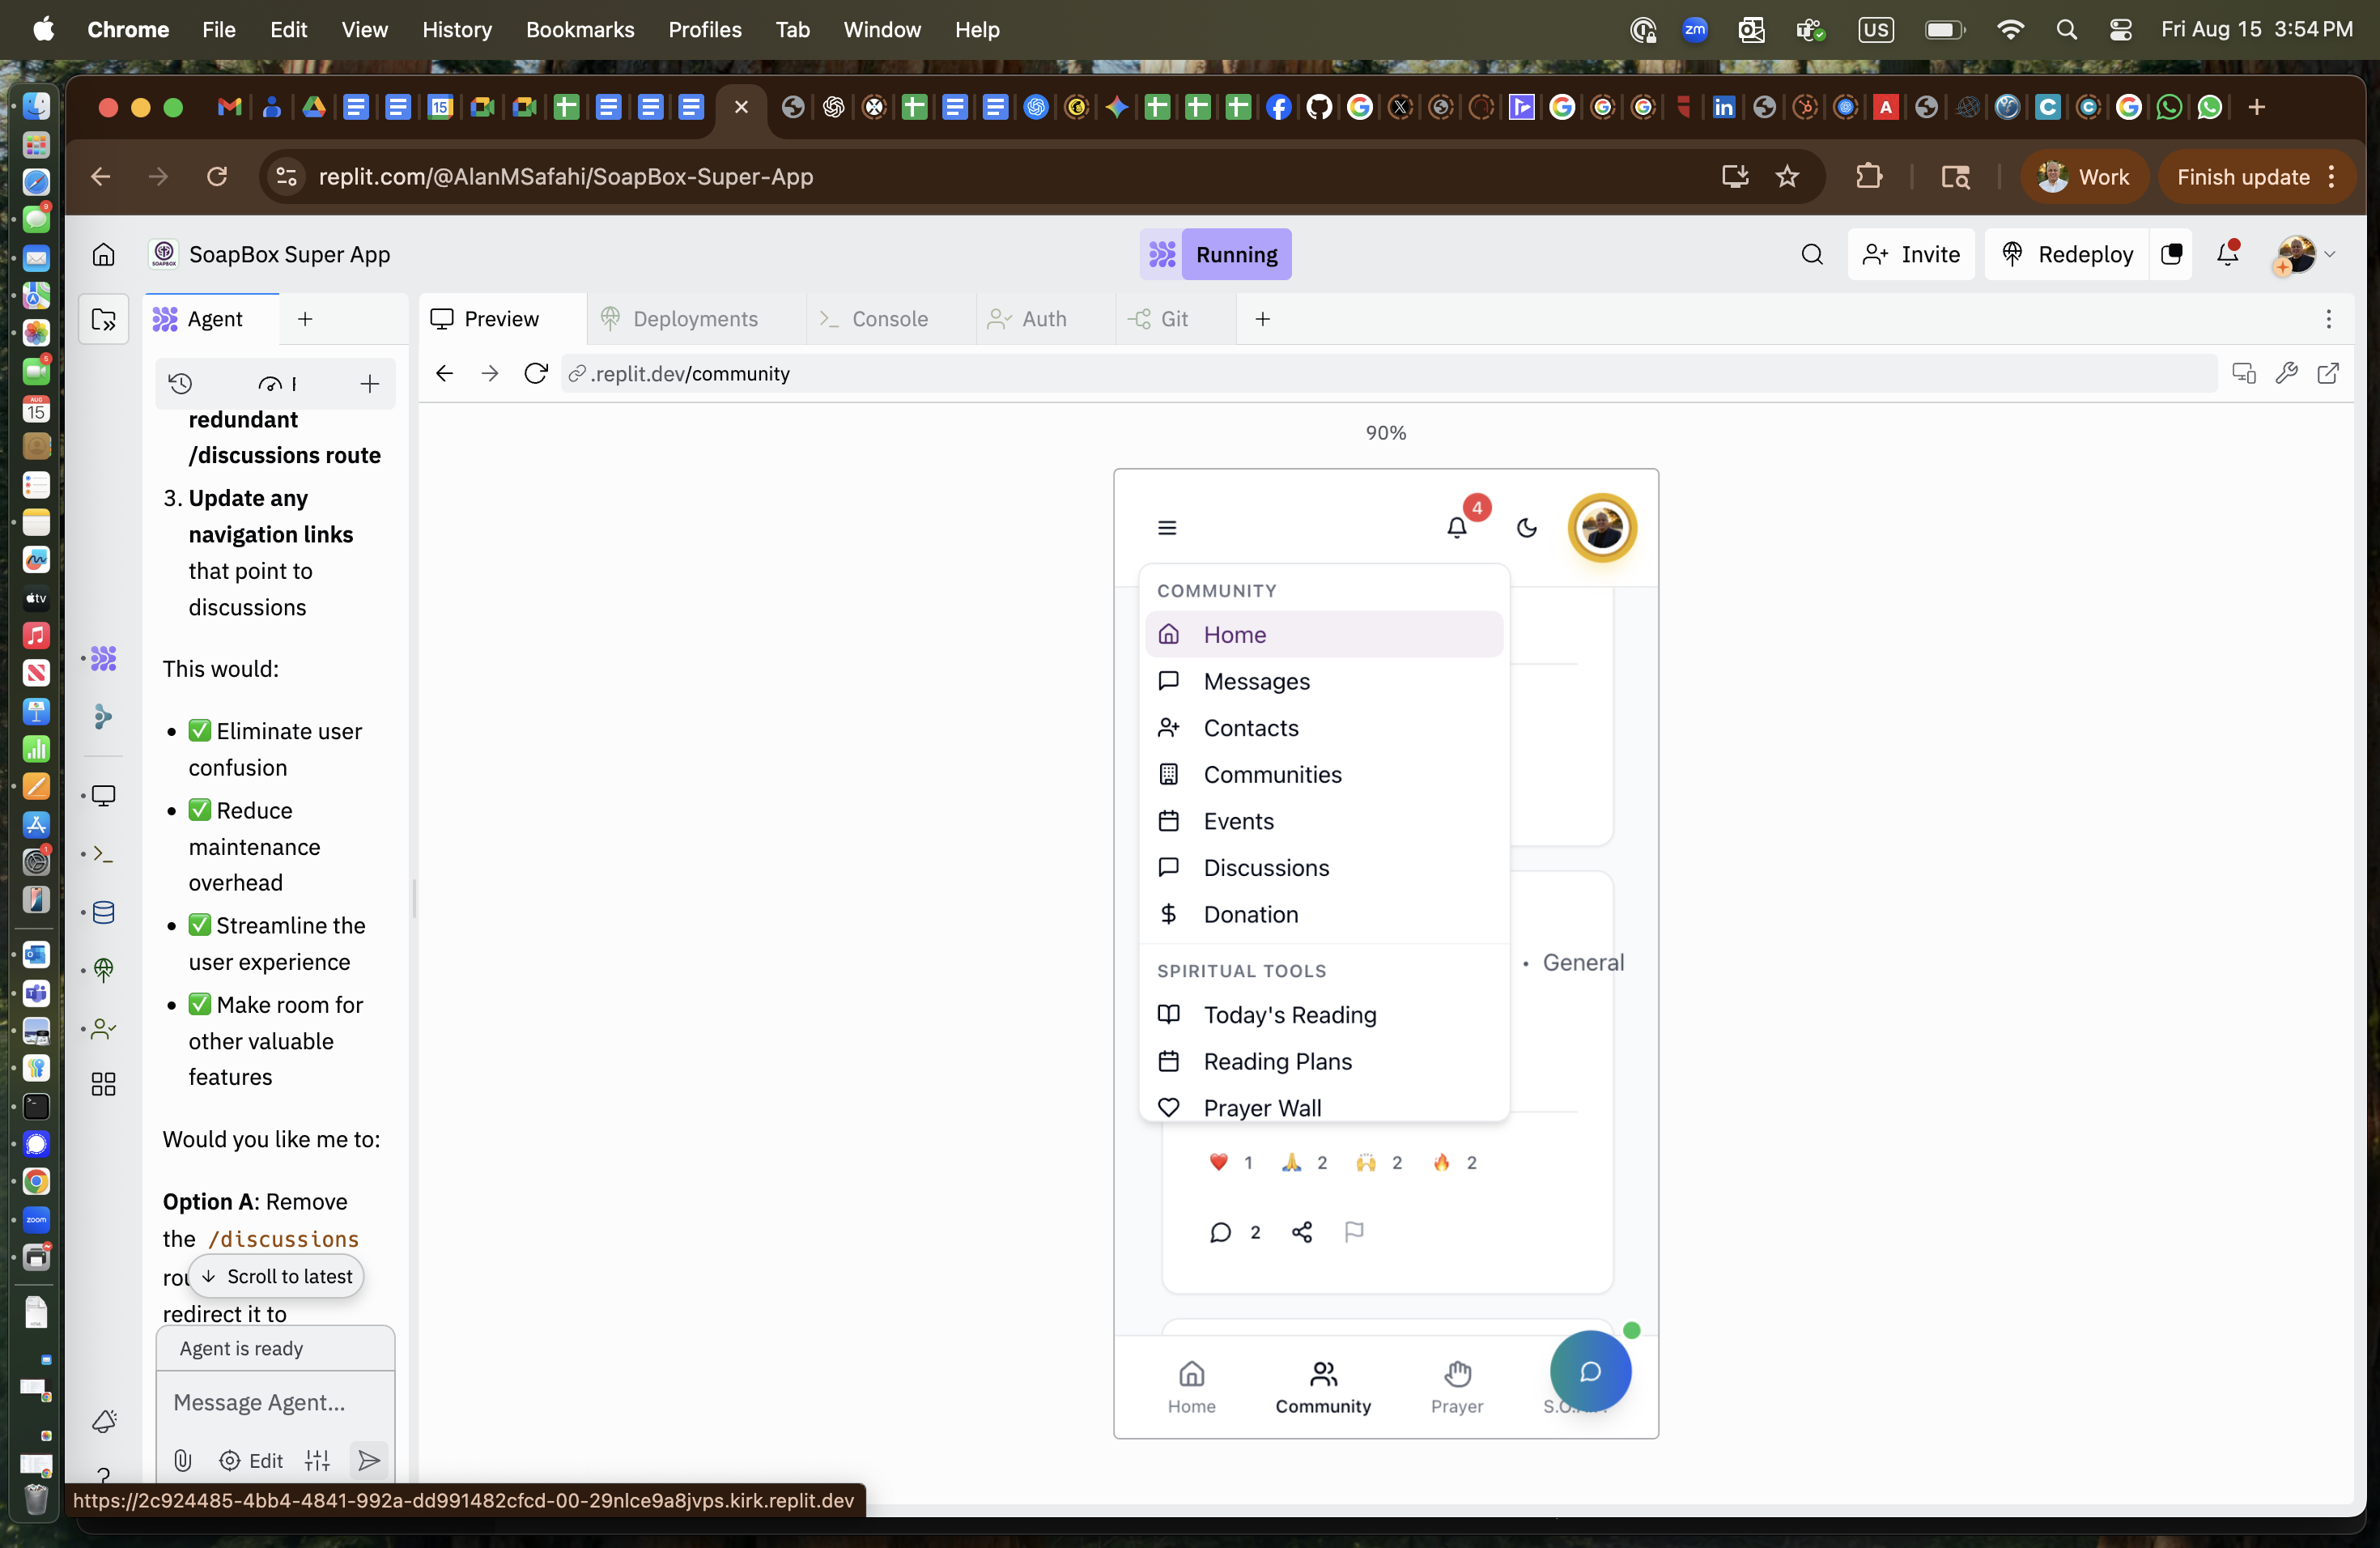 Chrome File Edit View History Bookmarks Profiles Tab Window Help
zm US Fri Aug 15 3:54 PM
replit.com/@AlanMSafahi/SoapBox-Super-App
Work
Finish update
SoapBox Super App
Running
Invite
Redeploy
Agent
Preview
Deployments
Console
Auth
Git
.replit.dev/community
redundant
/discussions route
3. Update any
navigation links
that point to
discussions
This would:
• ✅ Eliminate user
confusion
• ✅ Reduce
maintenance
overhead
• ✅ Streamline the
user experience
• ✅ Make room for
other valuable
features
Would you like me to:
Option A: Remove
the /discussions
Scroll to latest
redirect it to
Agent is ready
Message Agent...
Edit
https://2c924485-4bb4-4841-992a-dd991482cfcd-00-29nlce9a8jvps.kirk.replit.dev
90%
4
COMMUNITY
Home
Messages
Contacts
Communities
Events
Discussions
Donation
SPIRITUAL TOOLS
Today's Reading
Reading Plans
Prayer Wall
• General
❤️ 1 🙏 2 🙌 2 🔥 2
2
Home
Community
Prayer